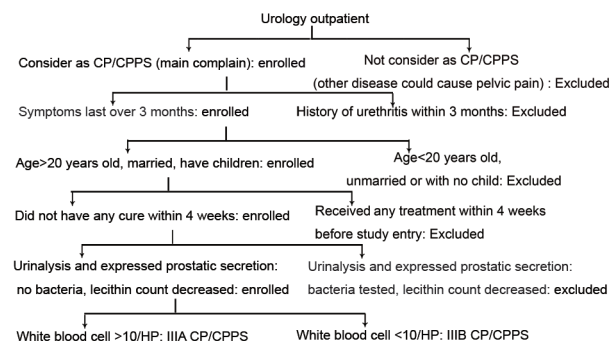 Urology outpatient
Consider as CP/CPPS (main complain): enrolled
Not consider as CP/CPPS
(other disease could cause pelvic pain) : Excluded
Symptoms last over 3 months: enrolled
History of urethritis within 3 months: Excluded
Age>20 years old, married, have children: enrolled
Age<20 years old,
unmarried or with no child: Excluded
Did not have any cure within 4 weeks: enrolled
Received any treatment within 4 weeks
before study entry: Excluded
Urinalysis and expressed prostatic secretion:
no bacteria, lecithin count decreased: enrolled
Urinalysis and expressed prostatic secretion:
bacteria tested, lecithin count decreased: excluded
White blood cell >10/HP: IIIA CP/CPPS
White blood cell <10/HP: IIIB CP/CPPS